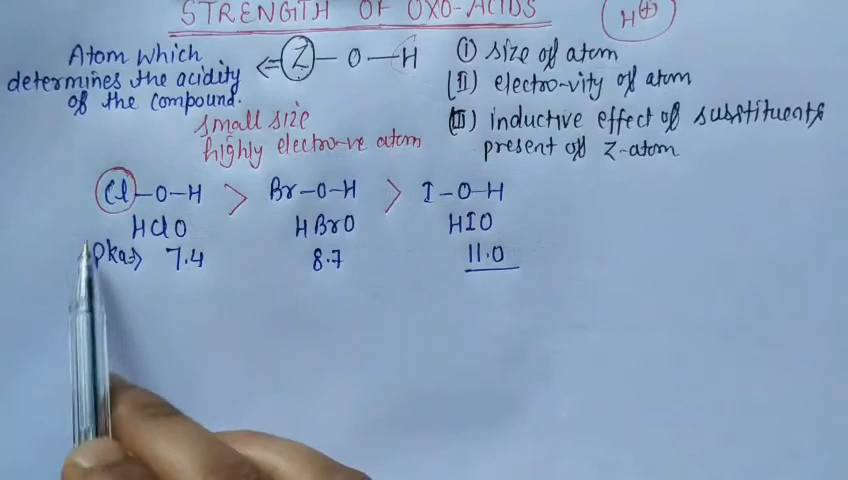 STRENGTH OF OXO-ACIDS
H(+)
Atom which
determines the acidity
of the compound.
⇐ Z — O — H
(I) size of atom
(II) electro-vity of atom
(III) inductive effect of substituents
present of Z-atom
small size
highly electro-ve atom
Cl-O-H > Br-O-H > I-O-H
HClO HBrO HIO
Pka⇒ 7.4 8.7 11.0